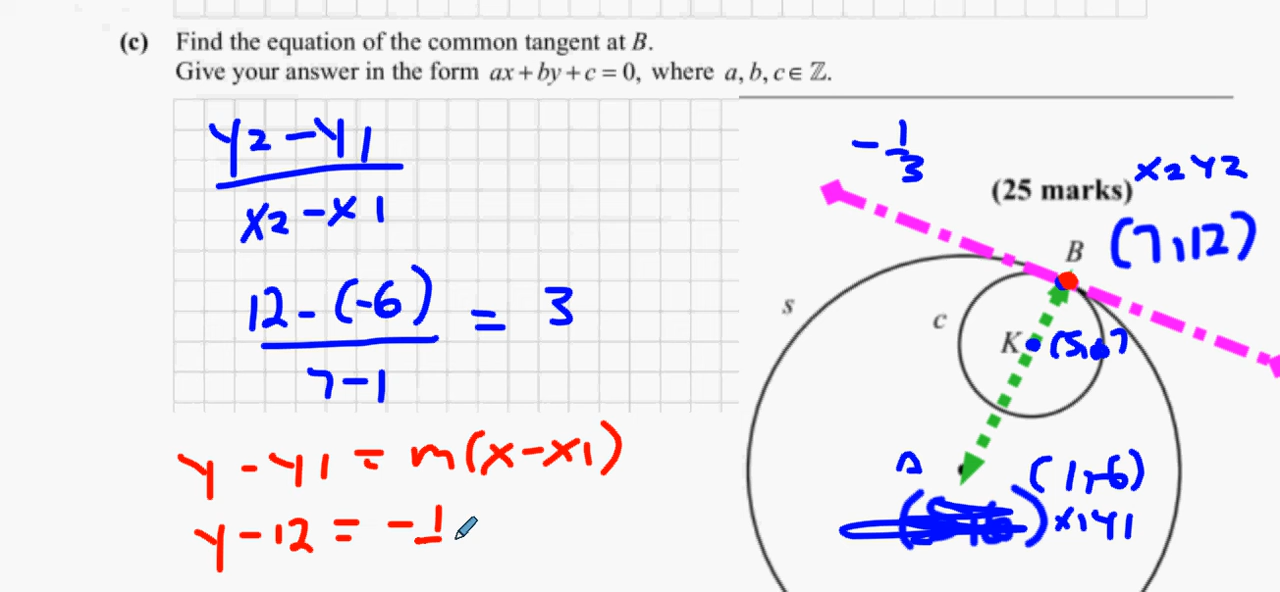 (c) Find the equation of the common tangent at B.
Give your answer in the form ax + by + c = 0, where a, b, c ∈ ℤ.
y2 - y1
x2 - x1
12 - (-6) = 3
7 - 1
y - y1 = m(x - x1)
y - 12 = -1
-1/3
(25 marks)
x2 y2
B (7,12)
s
c
K (5,6)
A (1,-6)
x1 y1